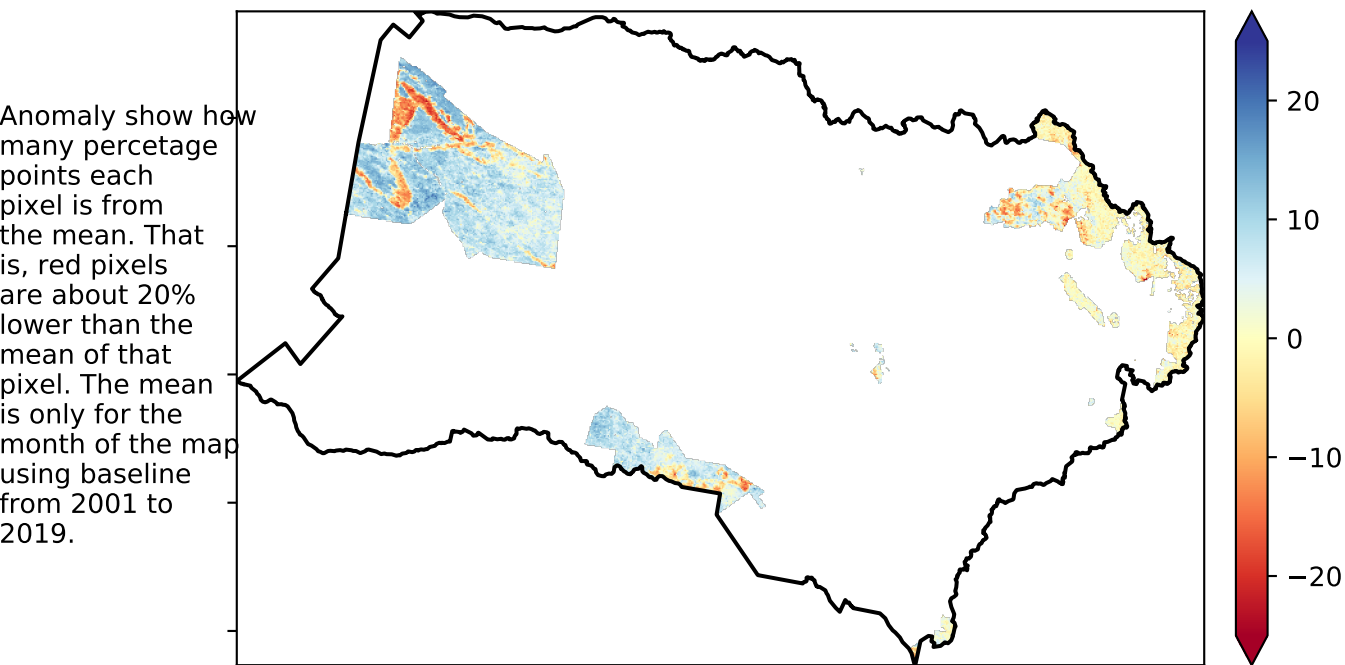 Anomaly show how
many percetage
points each
pixel is from
the mean. That
is, red pixels
are about 20%
lower than the
mean of that
pixel. The mean
is only for the
month of the map
using baseline
from 2001 to
2019.
20
10
0
−10
−20